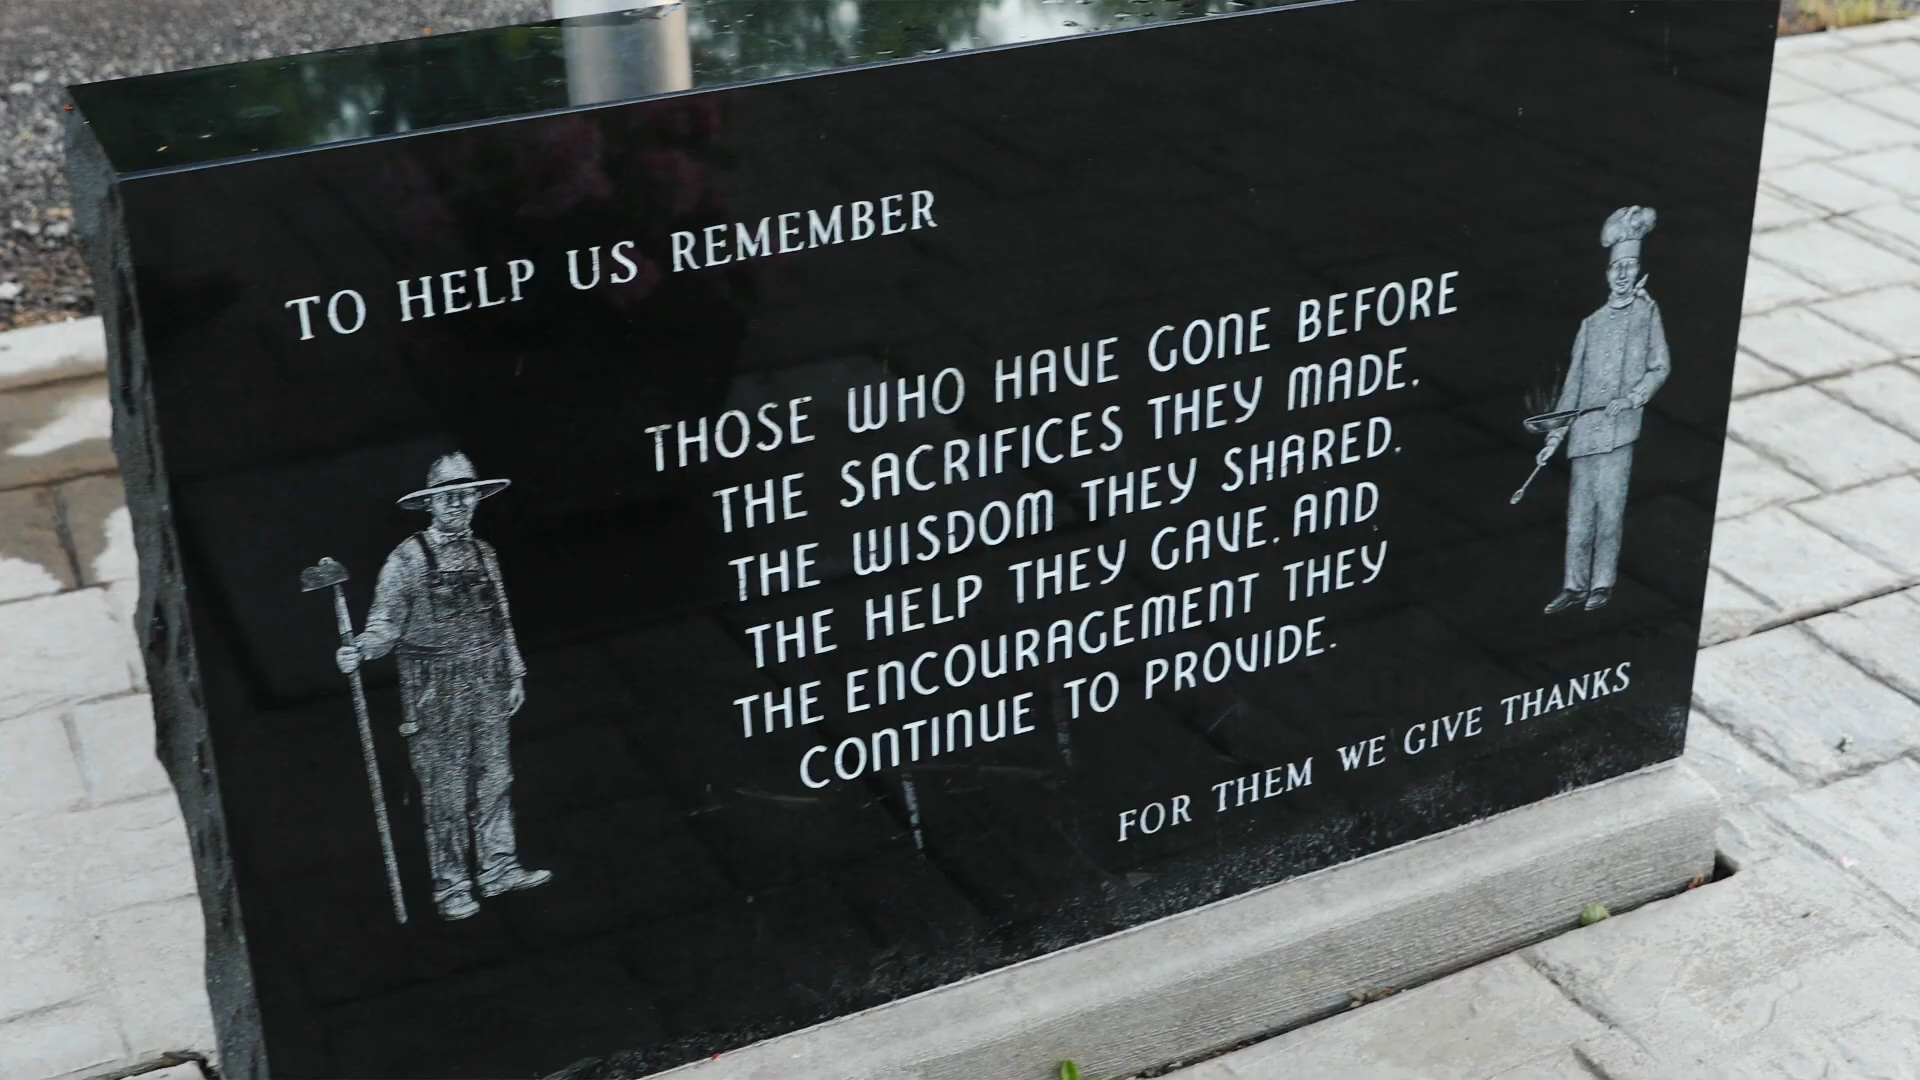 TO HELP US REMEMBER
THOSE WHO HAVE GONE BEFORE
THE SACRIFICES THEY MADE.
THE WISDOM THEY SHARED.
THE HELP THEY GAVE. AND
THE ENCOURAGEMENT THEY
CONTINUE TO PROVIDE.
FOR THEM WE GIVE THANKS